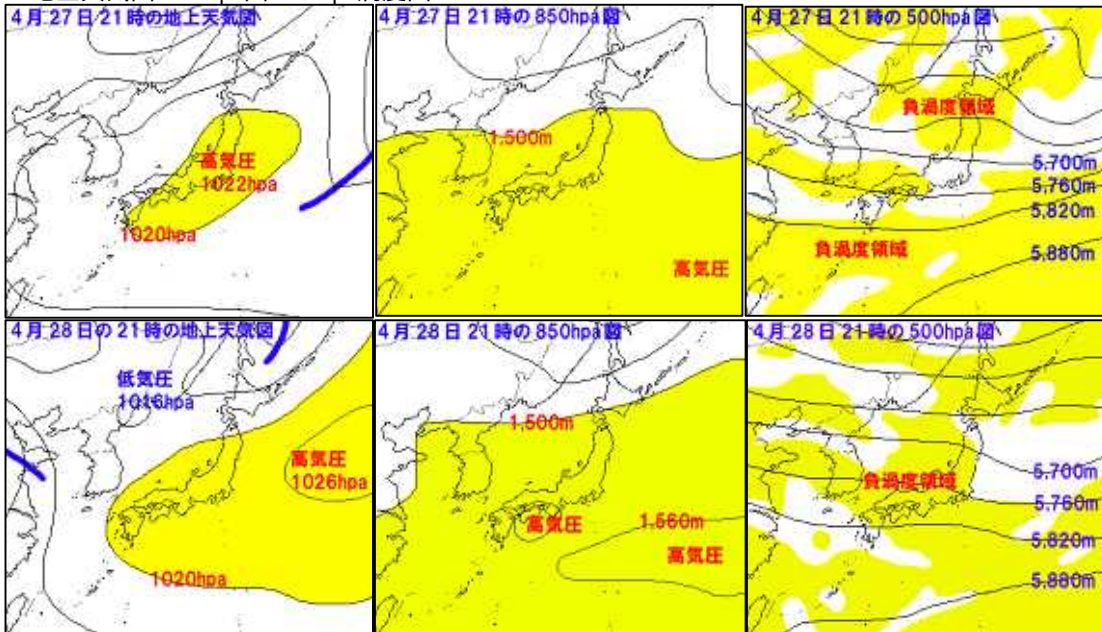 4月27日21時の地上天気図
高気圧
1022hpa
1020hpa
4月27日21時の850hpa図
1.500m
高気圧
4月27日21時の500hpa図
負渦度領域
5,700m
5,760m
5,820m
負渦度領域
5,880m
4月28日の21時の地上天気図
低気圧
1016hpa
高気圧
1026hpa
1020hpa
4月28日21時の850hpa図
1,500m
高気圧
1.560m
高気圧
4月28日21時の500hpa図
5,700m
負渦度領域
5,760m
5,820m
5,880m